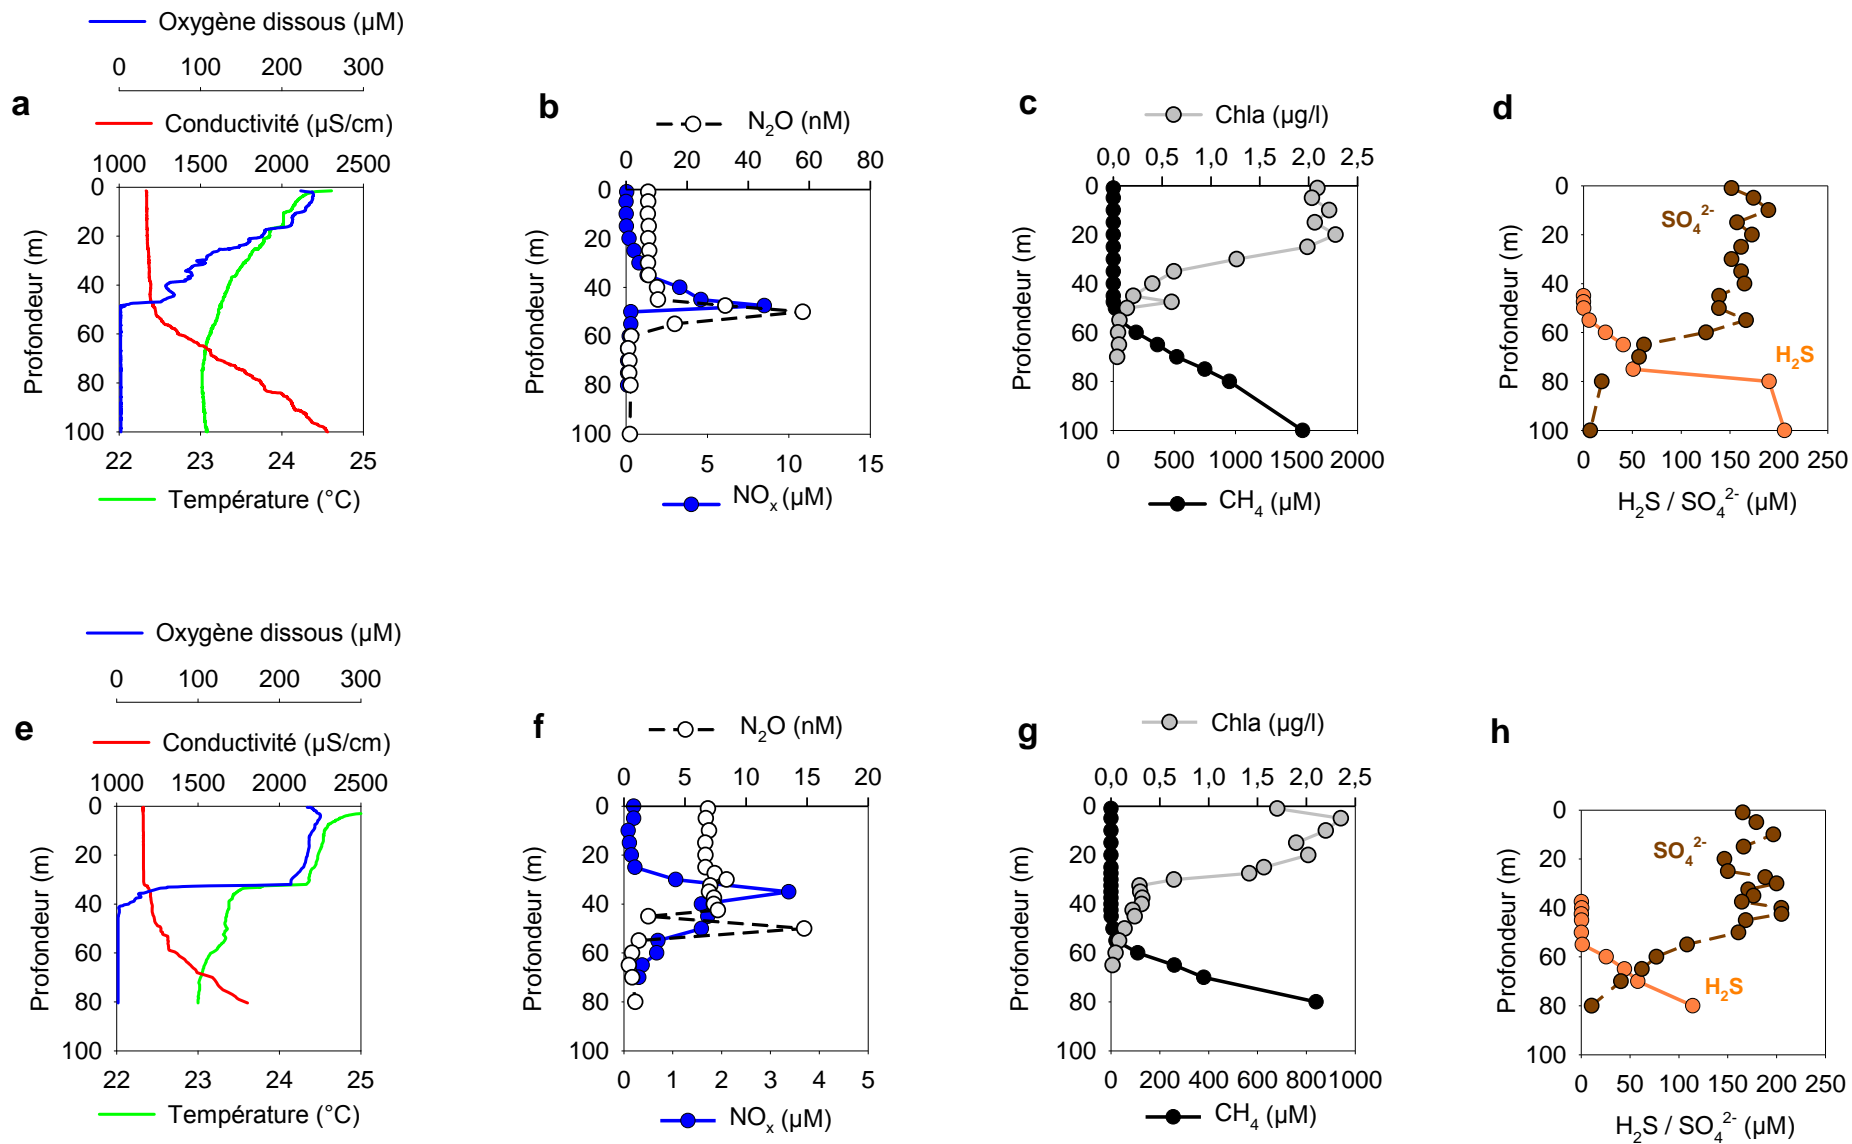 Oxygène dissous (µM)
0 100 200 300
a
Conductivité (µS/cm)
1000 1500 2000 2500
Profondeur (m)
0
20
40
60
80
100
22 23 24 25
Température (°C)
b
N2O (nM)
0 20 40 60 80
Profondeur (m)
0
20
40
60
80
100
0 5 10 15
NOx (µM)
c
Chla (µg/l)
0,0 0,5 1,0 1,5 2,0 2,5
Profondeur (m)
0
20
40
60
80
100
0 500 1000 1500 2000
CH4 (µM)
d
Profondeur (m)
0
20
40
60
80
100
SO4 2-
H2S
0 50 100 150 200 250
H2S / SO4 2- (µM)
Oxygène dissous (µM)
0 100 200 300
e
Conductivité (µS/cm)
1000 1500 2000 2500
Profondeur (m)
0
20
40
60
80
100
22 23 24 25
Température (°C)
f
N2O (nM)
0 5 10 15 20
Profondeur (m)
0
20
40
60
80
100
0 1 2 3 4 5
NOx (µM)
g
Chla (µg/l)
0,0 0,5 1,0 1,5 2,0 2,5
Profondeur (m)
0
20
40
60
80
100
0 200 400 600 800 1000
CH4 (µM)
h
Profondeur (m)
0
20
40
60
80
100
SO4 2-
H2S
0 50 100 150 200 250
H2S / SO4 2- (µM)